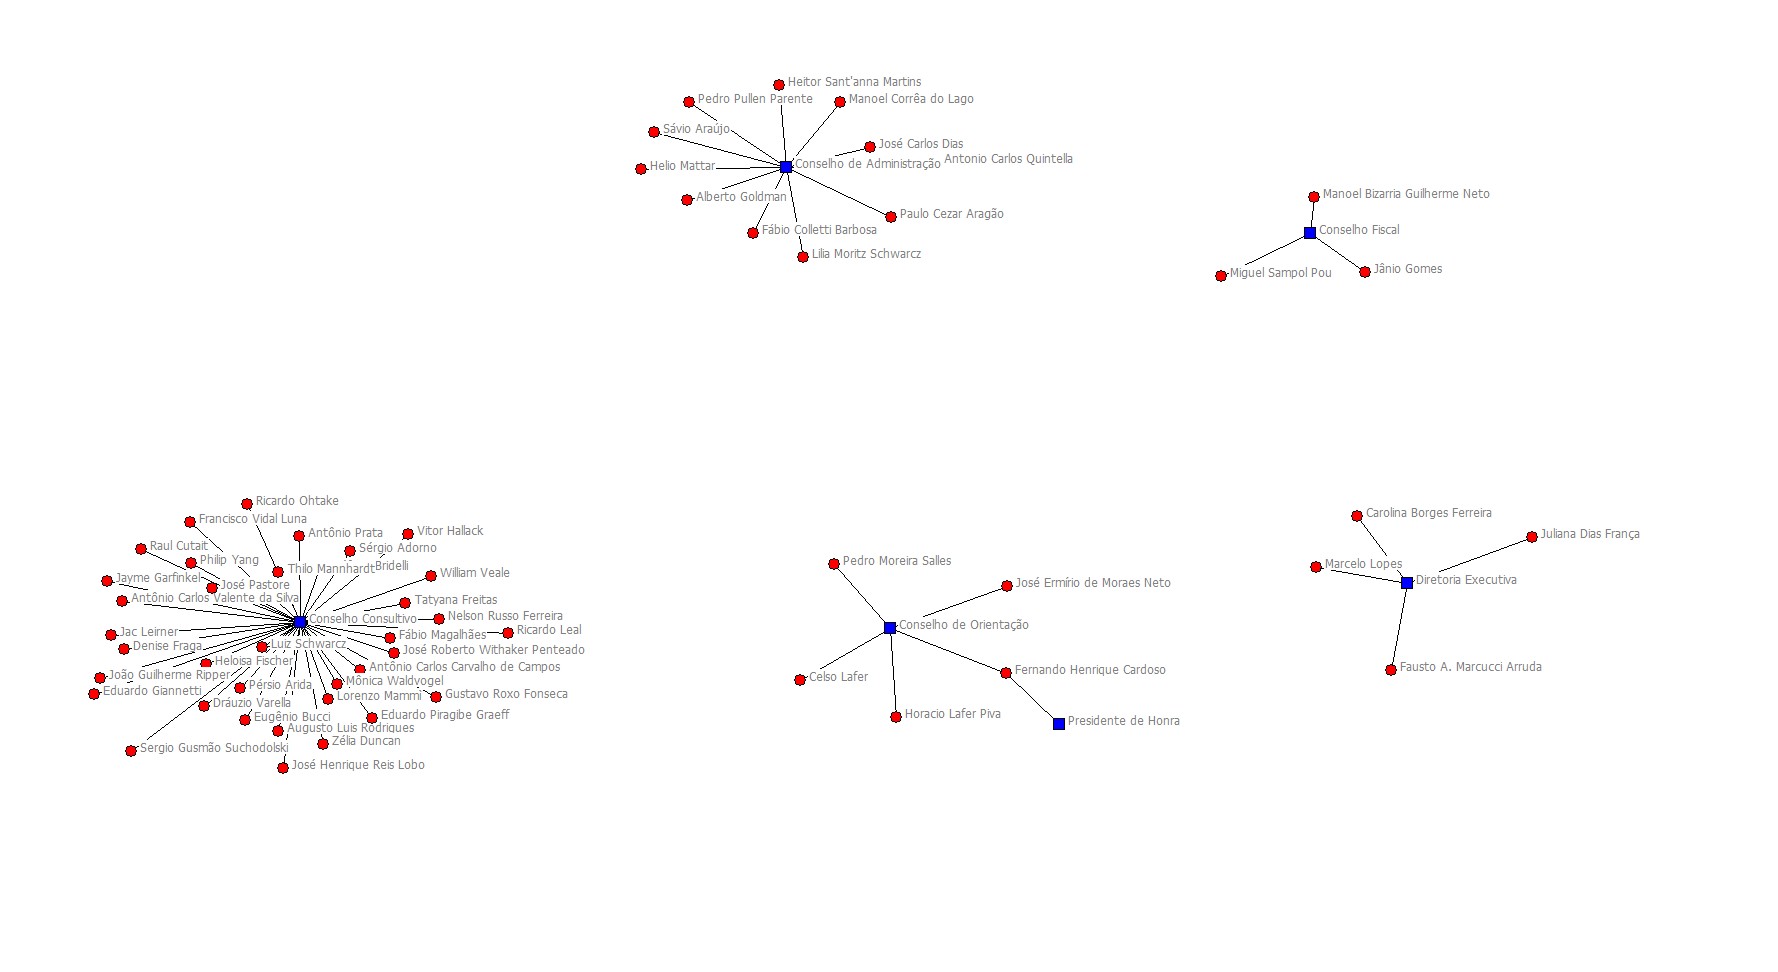 Heitor Sant'anna Martins
Pedro Pullen Parente
Manoel Corrêa do Lago
Sávio Araújo
José Carlos Dias
Antonio Carlos Quintella
Conselho de Administração
Helio Mattar
Alberto Goldman
Paulo Cezar Aragão
Fábio Colletti Barbosa
Lilia Moritz Schwarcz
Manoel Bizarria Guilherme Neto
Conselho Fiscal
Miguel Sampol Pou
Jânio Gomes
Ricardo Ohtake
Francisco Vidal Luna
Antônio Prata
Vitor Hallack
Raul Cutait
Sérgio Adorno
Philip Yang
Thilo Mannhardt
Bridelli
William Veale
Jayme Garfinkel
José Pastore
Antônio Carlos Valente da Silva
Tatyana Freitas
Conselho Consultivo
Nelson Russo Ferreira
Jac Leirner
Fábio Magalhães
Ricardo Leal
Denise Fraga
Luiz Schwarcz
José Roberto Withaker Penteado
Heloisa Fischer
Antônio Carlos Carvalho de Campos
João Guilherme Ripper
Mônica Waldvogel
Pérsio Arida
Eduardo Giannetti
Lorenzo Mammi
Gustavo Roxo Fonseca
Dráuzio Varella
Eugênio Bucci
Eduardo Piragibe Graeff
Augusto Luis Rodrigues
Zélia Duncan
Sergio Gusmão Suchodolski
José Henrique Reis Lobo
Pedro Moreira Salles
José Ermírio de Moraes Neto
Conselho de Orientação
Celso Lafer
Fernando Henrique Cardoso
Horacio Lafer Piva
Presidente de Honra
Carolina Borges Ferreira
Juliana Dias França
Marcelo Lopes
Diretoria Executiva
Fausto A. Marcucci Arruda